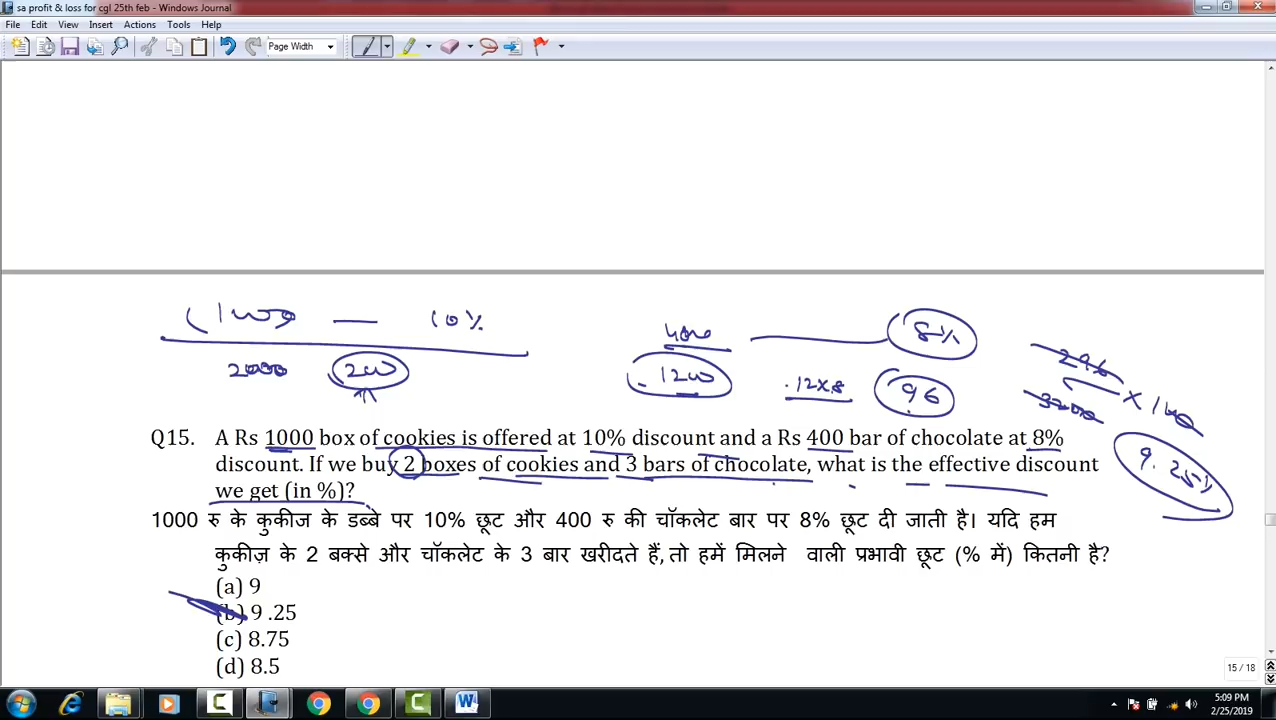 sa profit & loss for cgl 25th feb - Windows Journal
File Edit View Insert Actions Tools Help
Page Width
1000 — 10%
2000 200
400 8%
1200 12x8 96
296
3200 x 100
9.25%
Q15. A Rs 1000 box of cookies is offered at 10% discount and a Rs 400 bar of chocolate at 8%
discount. If we buy 2 boxes of cookies and 3 bars of chocolate, what is the effective discount
we get (in %)?
1000 रु के कुकीज के डब्बे पर 10% छूट और 400 रु की चॉकलेट बार पर 8% छूट दी जाती है। यदि हम
कुकीज़ के 2 बक्से और चॉकलेट के 3 बार खरीदते हैं, तो हमें मिलने वाली प्रभावी छूट (% में) कितनी है?
(a) 9
(b) 9 .25
(c) 8.75
(d) 8.5
15 / 18
5:09 PM
2/25/2019